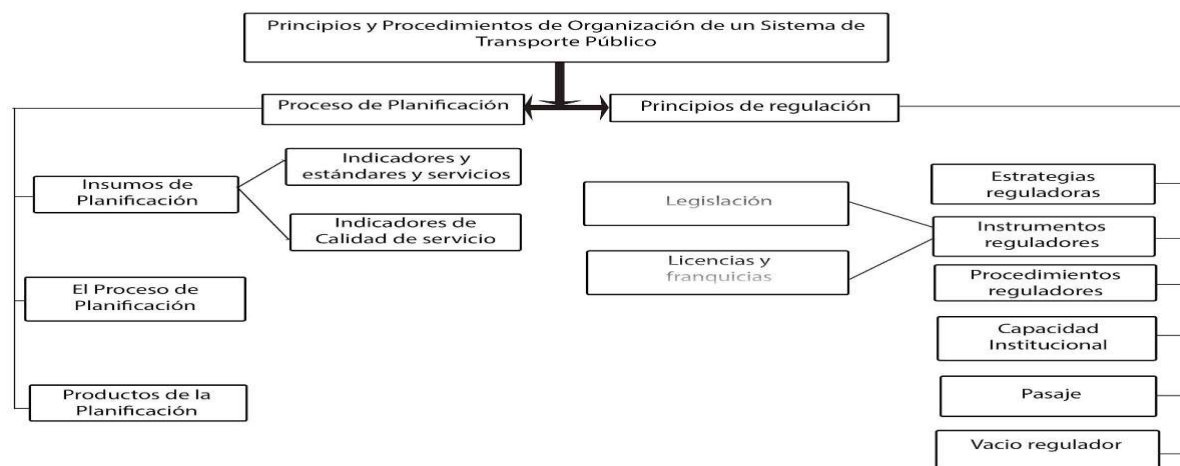 Principios y Procedimientos de Organización de un Sistema de
Transporte Público
Proceso de Planificación
Principios de regulación
Insumos de
Planificación
Indicadores y
estándares y servicios
Indicadores de
Calidad de servicio
El Proceso de
Planificación
Productos de la
Planificación
Legislación
Licencias y
franquicias
Estrategias
reguladoras
Instrumentos
reguladores
Procedimientos
reguladores
Capacidad
Institucional
Pasaje
Vacio regulador